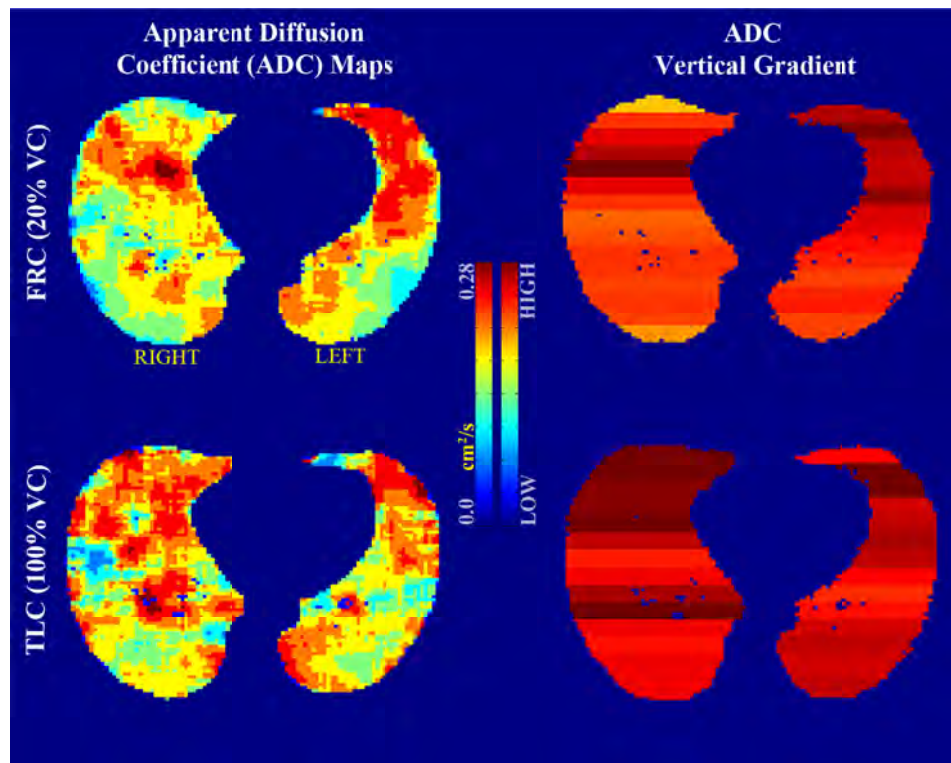 Apparent Diffusion
Coefficient (ADC) Maps
ADC
Vertical Gradient
FRC (20% VC)
RIGHT
LEFT
0.28
HIGH
cm²/s
0.0
LOW
TLC (100% VC)